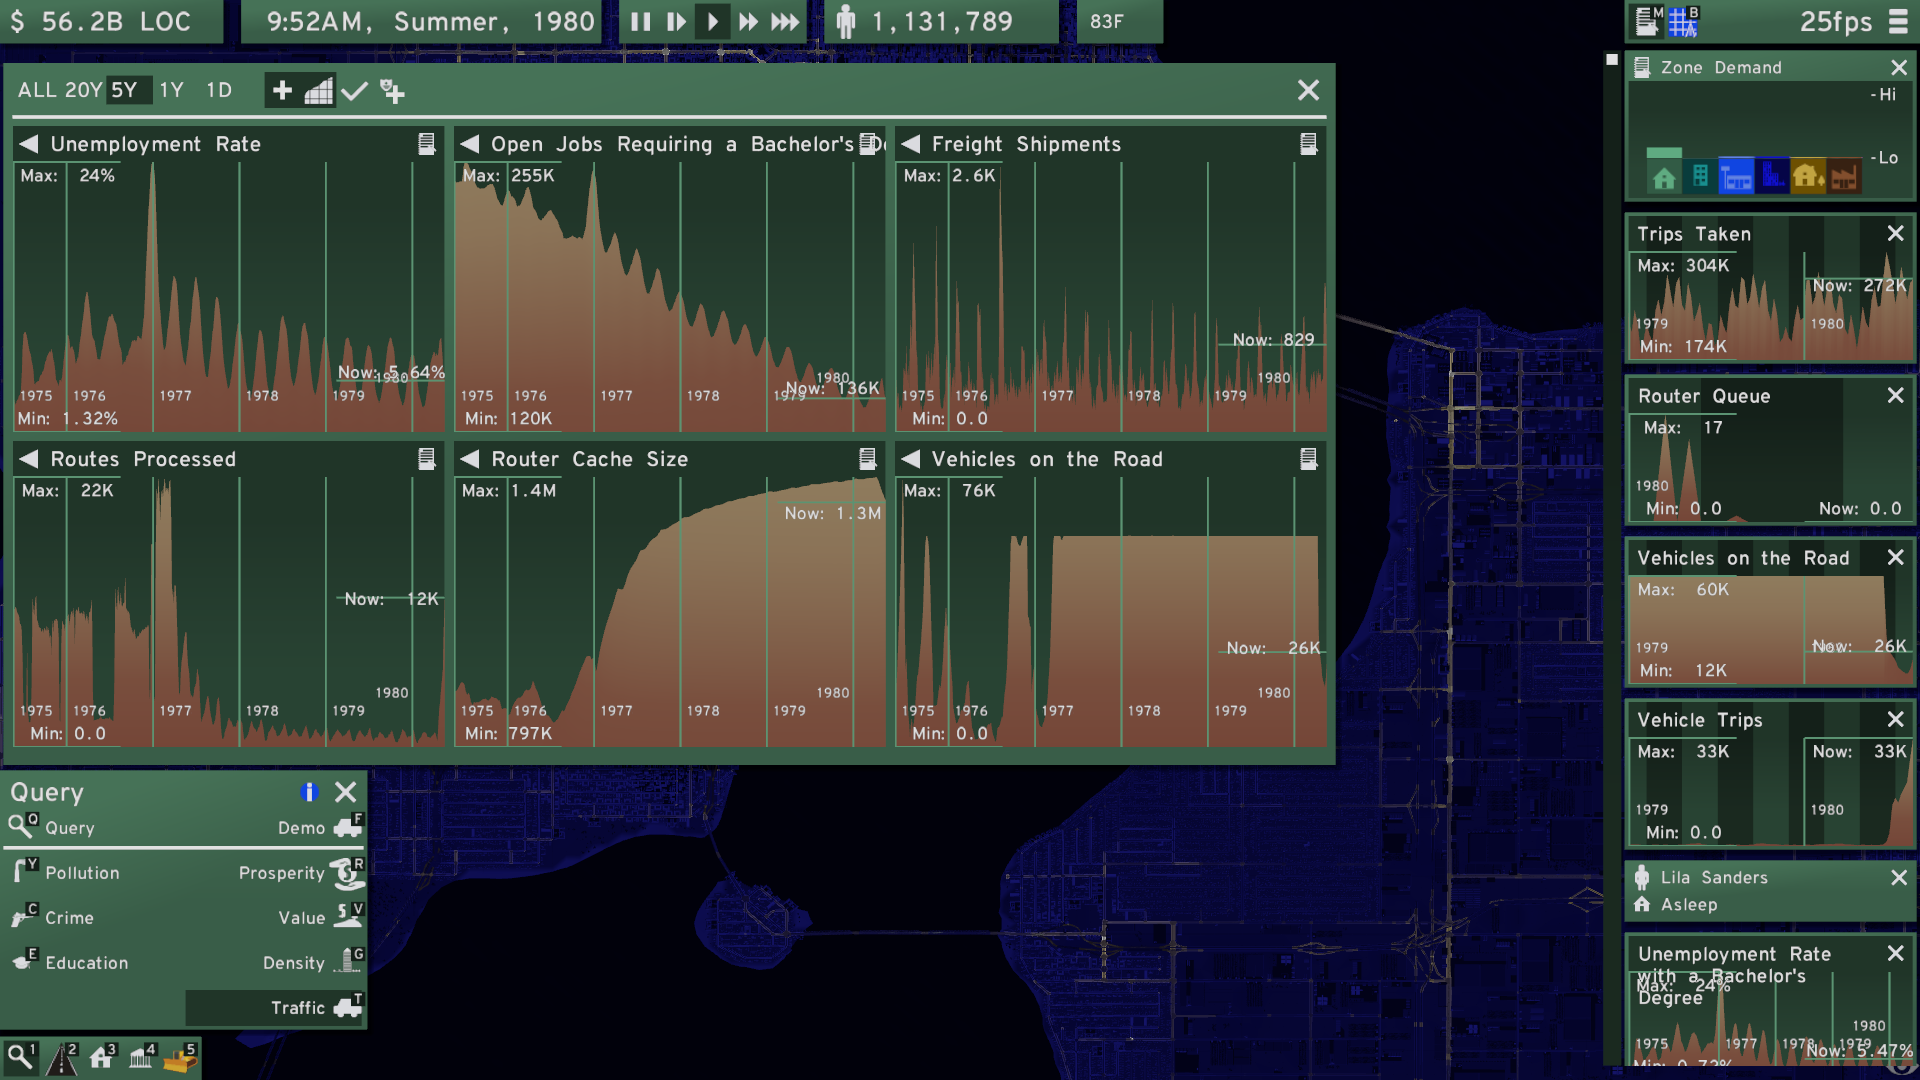 $ 56.2B LOC
9:52AM, Summer, 1980
1,131,789
83F
M
B
25fps
ALL 20Y 5Y 1Y 1D
Unemployment Rate
Max: 24%
Now: 5.64%
1975 1976 1977 1978 1979 1980
Min: 1.32%
Open Jobs Requiring a Bachelor's De
Max: 255K
Now: 136K
1975 1976 1977 1978 1979 1980
Min: 120K
Freight Shipments
Max: 2.6K
Now: 829
1975 1976 1977 1978 1979 1980
Min: 0.0
Routes Processed
Max: 22K
Now: 12K
1975 1976 1977 1978 1979 1980
Min: 0.0
Router Cache Size
Max: 1.4M
Now: 1.3M
1975 1976 1977 1978 1979 1980
Min: 797K
Vehicles on the Road
Max: 76K
Now: 26K
1975 1976 1977 1978 1979 1980
Min: 0.0
Query
i
Q Query
Demo F
Y Pollution
Prosperity R
C Crime
Value V
E Education
Density G
Traffic T
1 2 3 4 5
Zone Demand
-Hi
-Lo
Trips Taken
Max: 304K
Now: 272K
1979 1980
Min: 174K
Router Queue
Max: 17
1980
Min: 0.0 Now: 0.0
Vehicles on the Road
Max: 60K
1979 Now: 26K
Min: 12K
Vehicle Trips
Max: 33K Now: 33K
1979 1980
Min: 0.0
Lila Sanders
Asleep
Unemployment Rate
with a Bachelor's
Degree
Max: 24%
1980
1975 1977 1978 1979
Now: 5.47%
Min: 0.72%